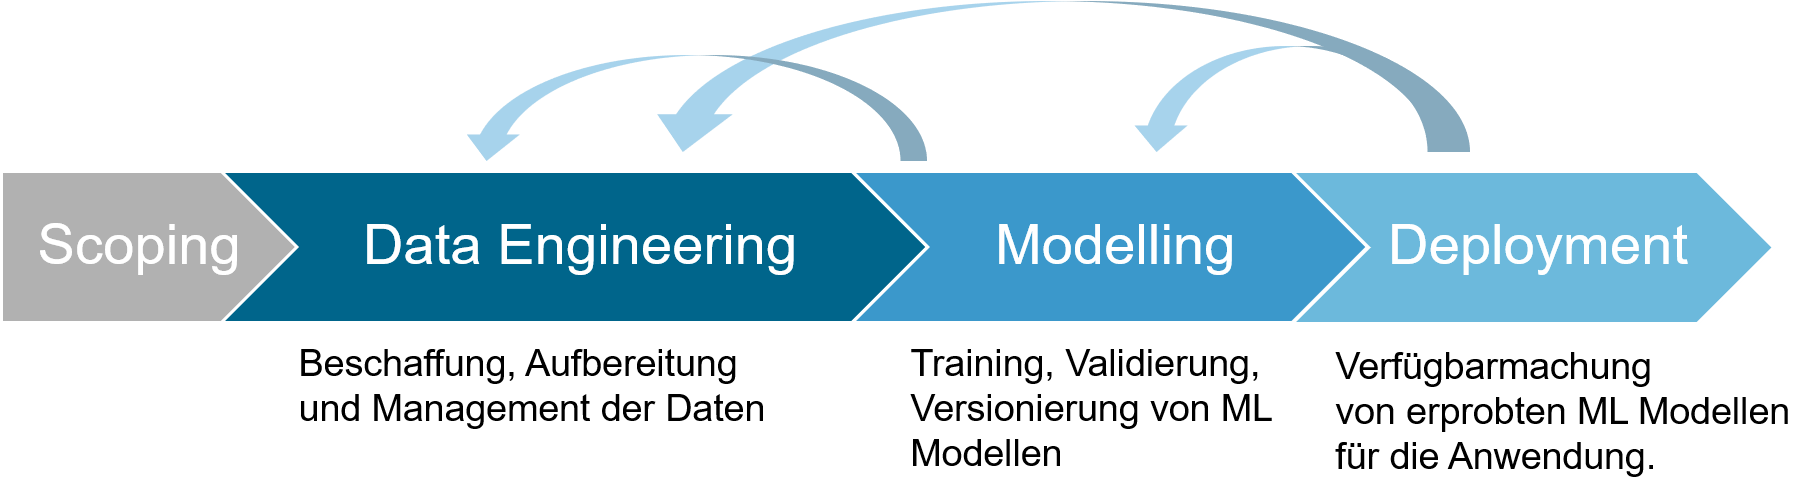 Scoping
Data Engineering
Modelling
Deployment
Beschaffung, Aufbereitung
und Management der Daten
Training, Validierung,
Versionierung von ML
Modellen
Verfügbarmachung
von erprobten ML Modellen
für die Anwendung.